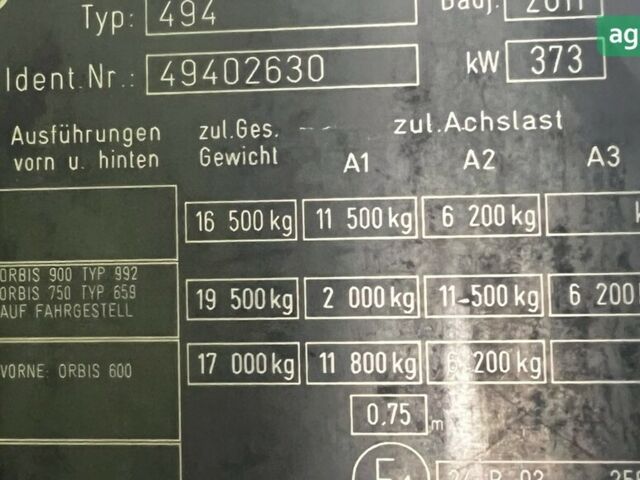 Typ: 494 Bauj. 2011
ag
Ident.Nr.: 49402630 kW 373
Ausführungen vorn u. hinten
zul.Ges. Gewicht
zul.Achslast
A1 A2 A3
16 500 kg 11 500 kg 6 200 kg
ORBIS 900 TYP 992
ORBIS 750 TYP 659
AUF FAHRGESTELL
19 500 kg 2 000 kg 11-500 kg 6 200
VORNE: ORBIS 600
17 000 kg 11 800 kg 6 200 kg
0,75 m